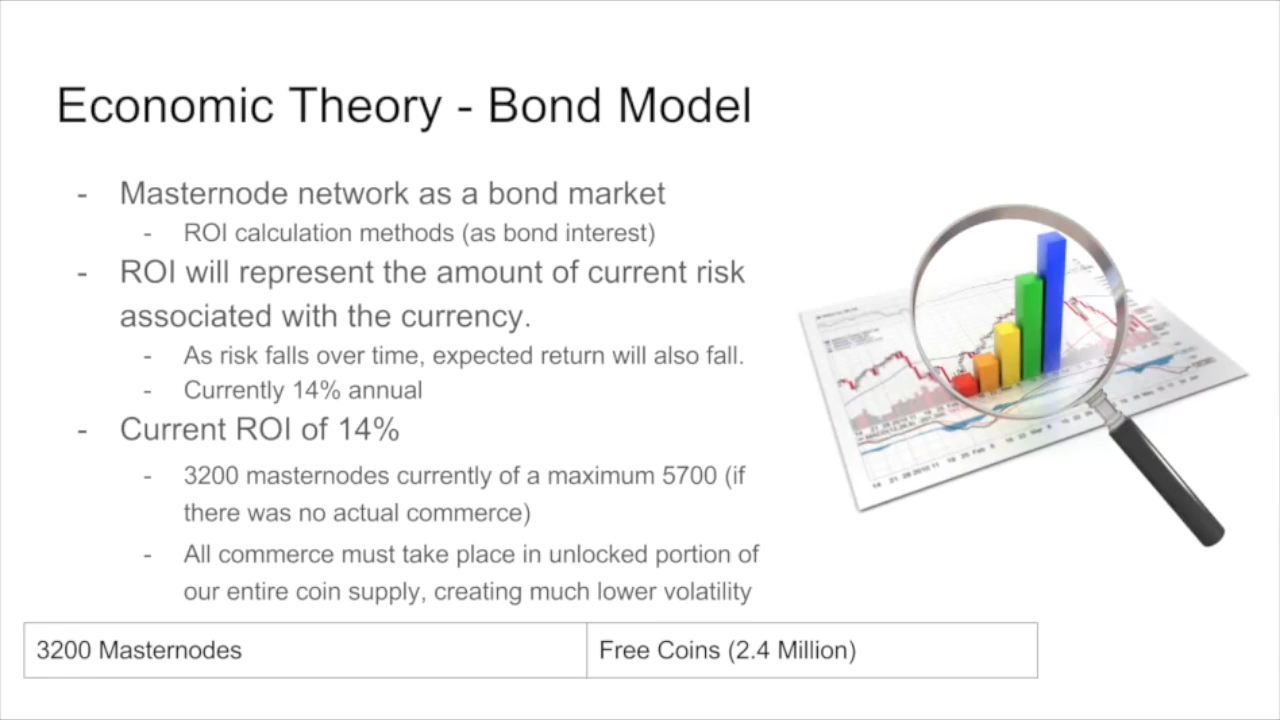 Economic Theory - Bond Model
- Masternode network as a bond market
- ROI calculation methods (as bond interest)
- ROI will represent the amount of current risk
associated with the currency.
- As risk falls over time, expected return will also fall.
- Currently 14% annual
- Current ROI of 14%
- 3200 masternodes currently of a maximum 5700 (if
there was no actual commerce)
- All commerce must take place in unlocked portion of
our entire coin supply, creating much lower volatility
3200 Masternodes
Free Coins (2.4 Million)